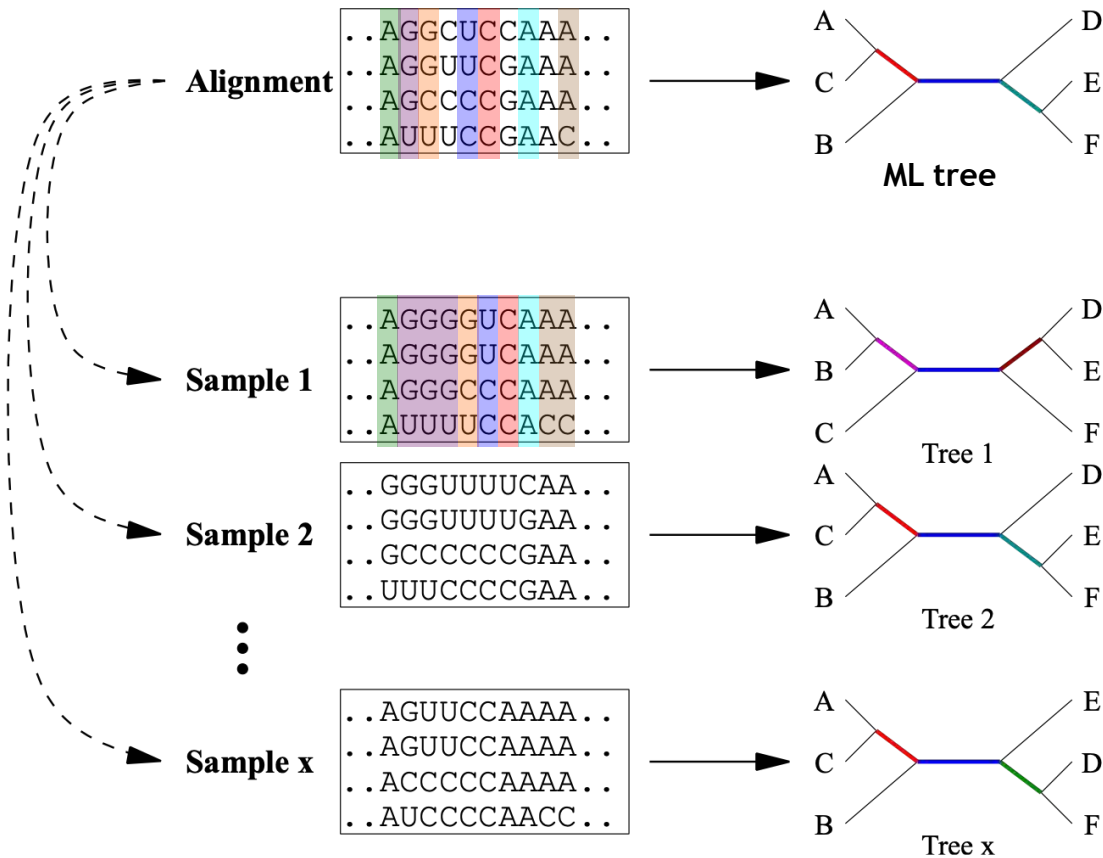 Alignment
..AGGCUCCAAA..
..AGGUUCGAAA..
..AGCCCCGAAA..
..AUUUCCGAAC..
A
C
B
D
E
F
ML tree
Sample 1
..AGGGGUCAAA..
..AGGGGUCAAA..
..AGGGCCCAAA..
..AUUUUCCACC..
A
B
C
D
E
F
Tree 1
Sample 2
..GGGUUUUCAA..
..GGGUUUUGAA..
..GCCCCCCGAA..
..UUUCCCCGAA..
A
C
B
D
E
F
Tree 2
Sample x
..AGUUCCAAAA..
..AGUUCCAAAA..
..ACCCCCAAAA..
..AUCCCCAACC..
A
C
B
E
D
F
Tree x